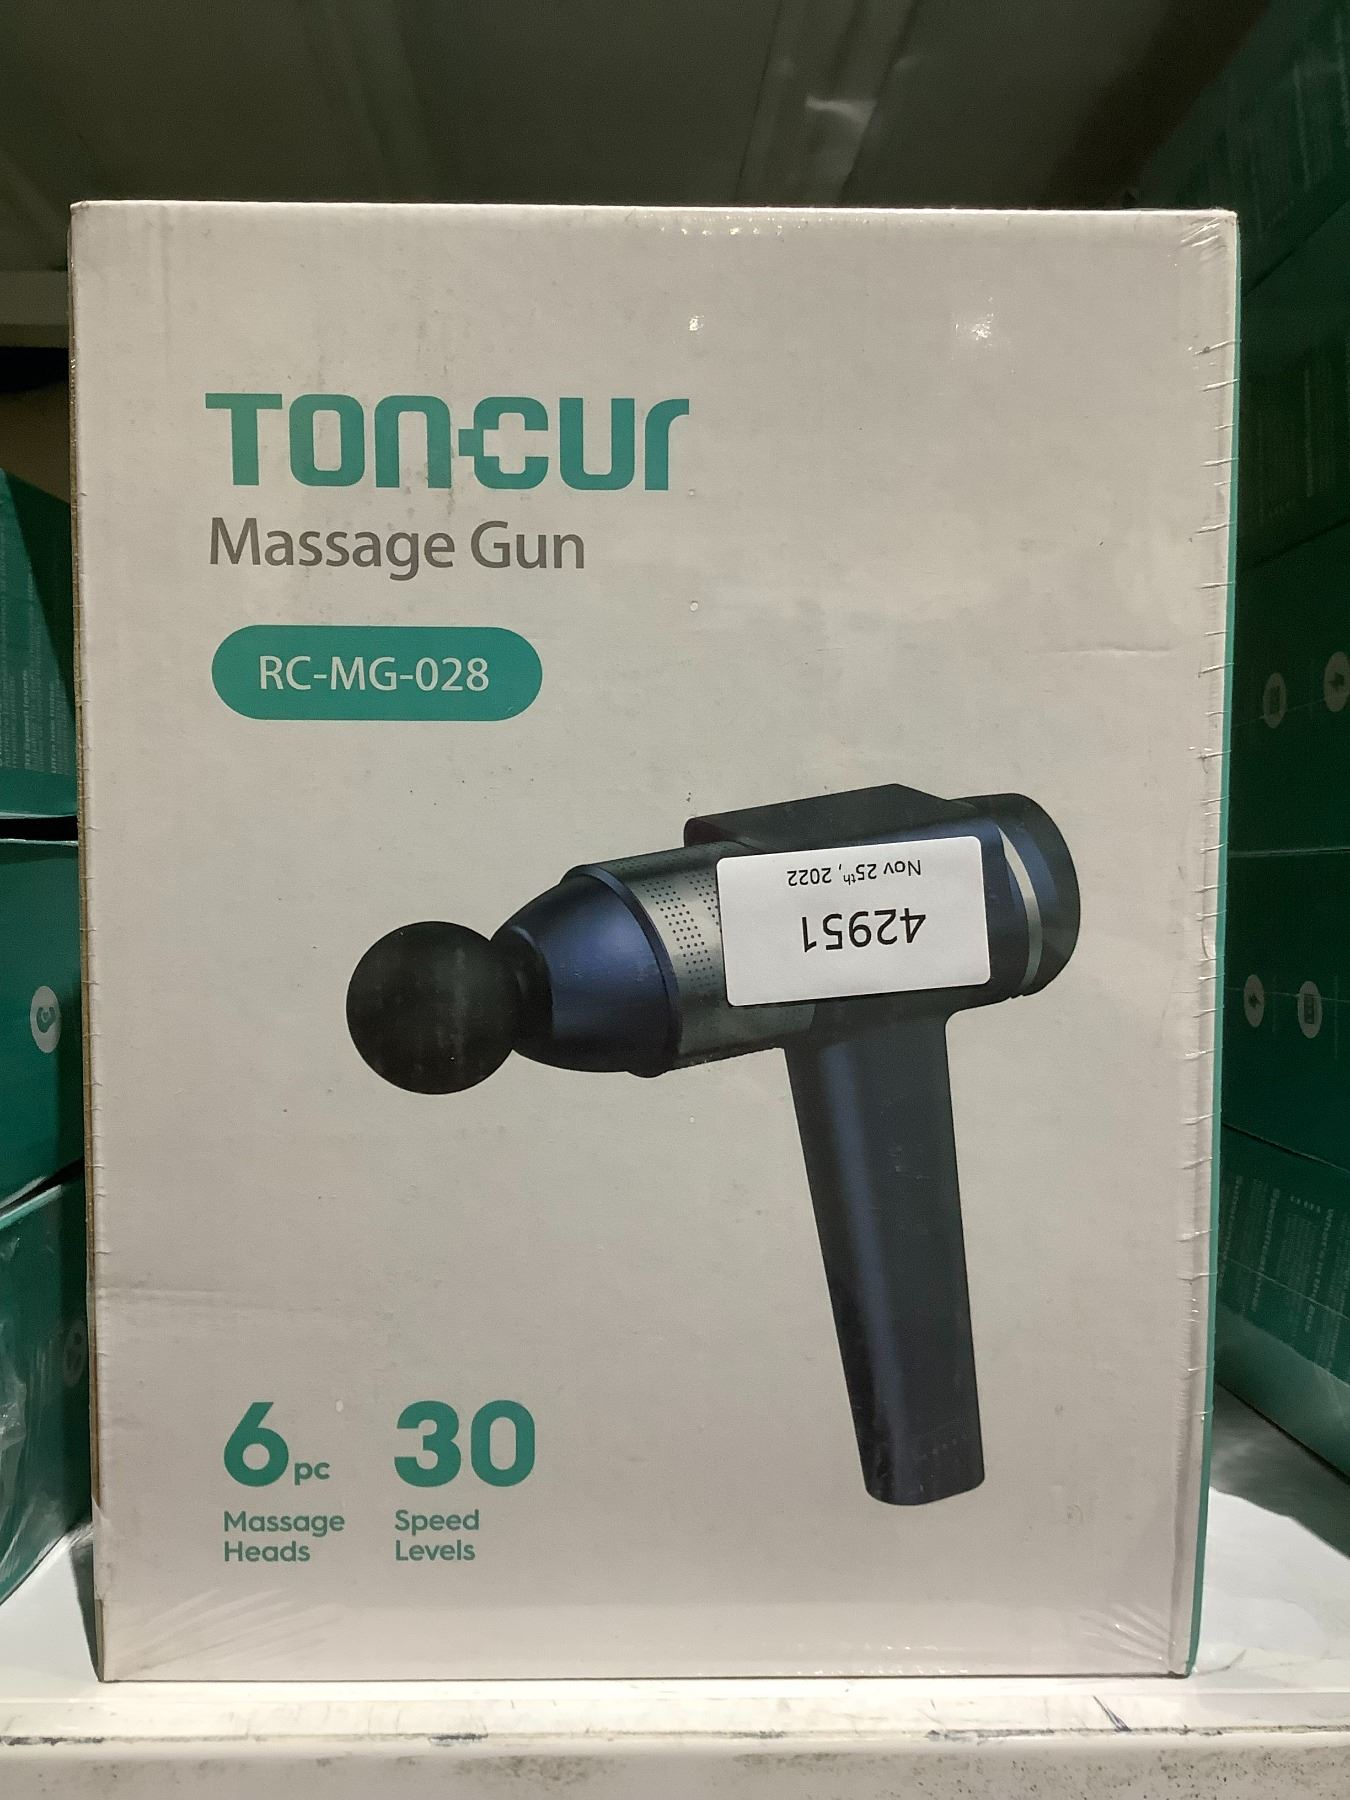 TONCUR
Massage Gun
RC-MG-028
42951
Nov 25th, 2022
6pc
Massage
Heads
30
Speed
Levels